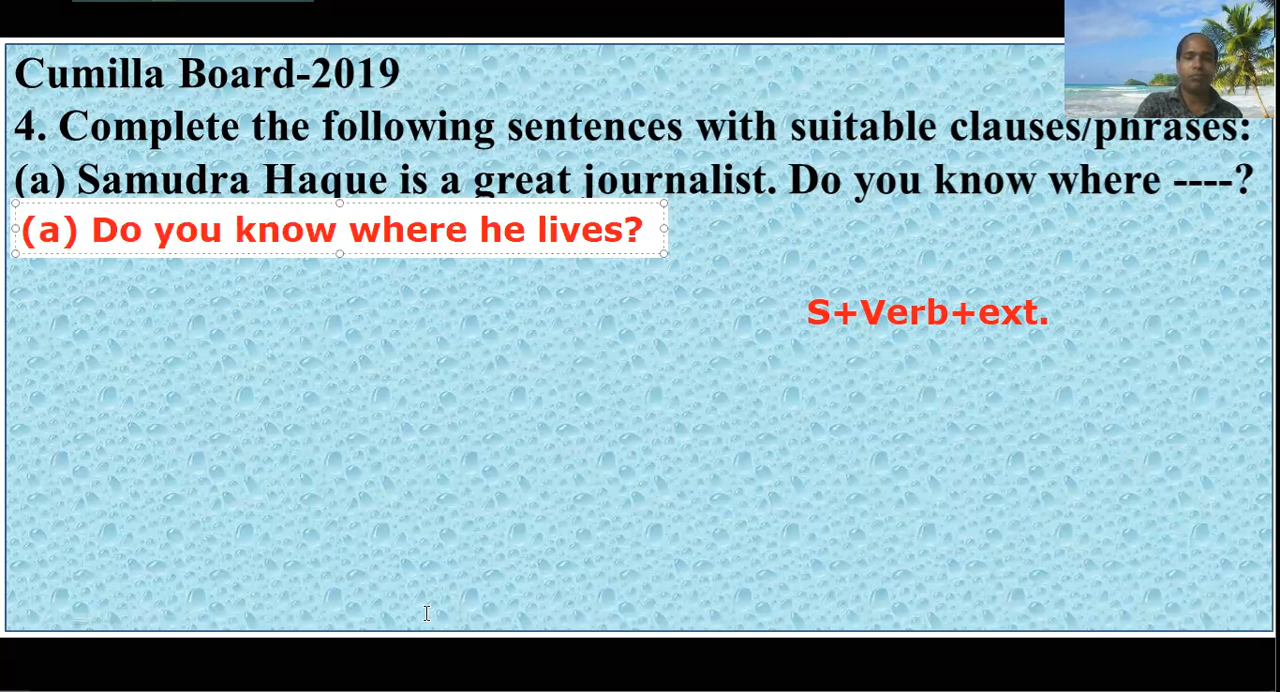 Cumilla Board-2019
4. Complete the following sentences with suitable clauses/phrases:
(a) Samudra Haque is a great journalist. Do you know where ----?
(a) Do you know where he lives?
S+Verb+ext.